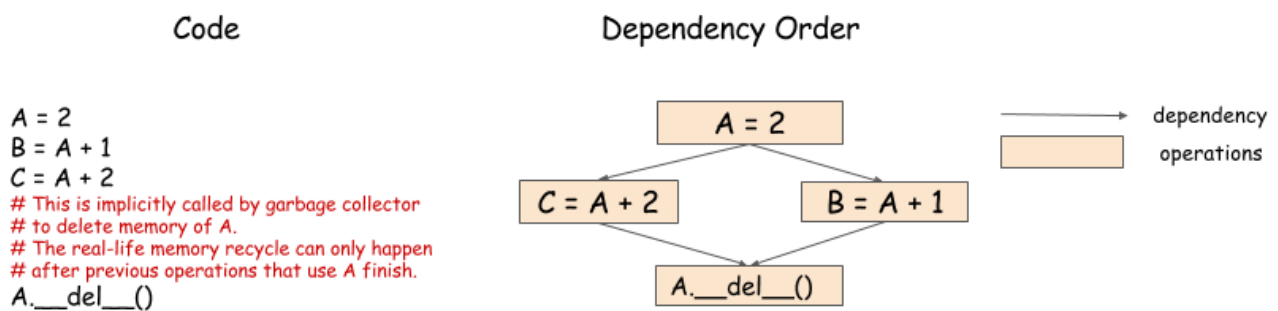 Code
A = 2
B = A + 1
C = A + 2
# This is implicitly called by garbage collector
# to delete memory of A.
# The real-life memory recycle can only happen
# after previous operations that use A finish.
A.__del__()
Dependency Order
A = 2
C = A + 2
B = A + 1
A.__del__()
dependency
operations